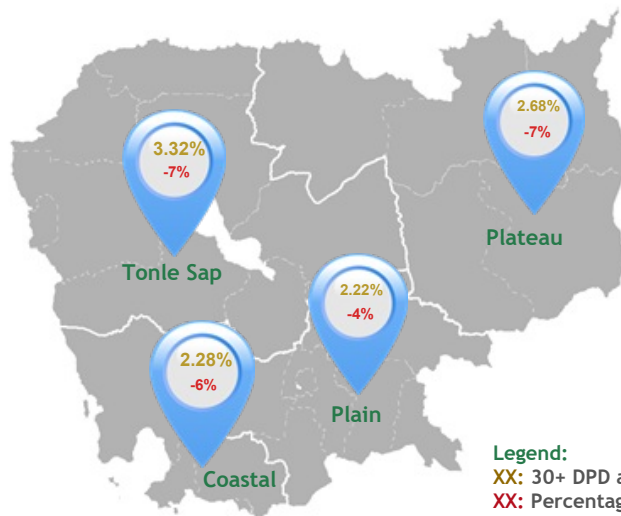 2.68%
-7%
Plateau
3.32%
-7%
Tonle Sap
2.22%
-4%
Plain
2.28%
-6%
Coastal
Legend:
XX: 30+ DPD a
XX: Percentag